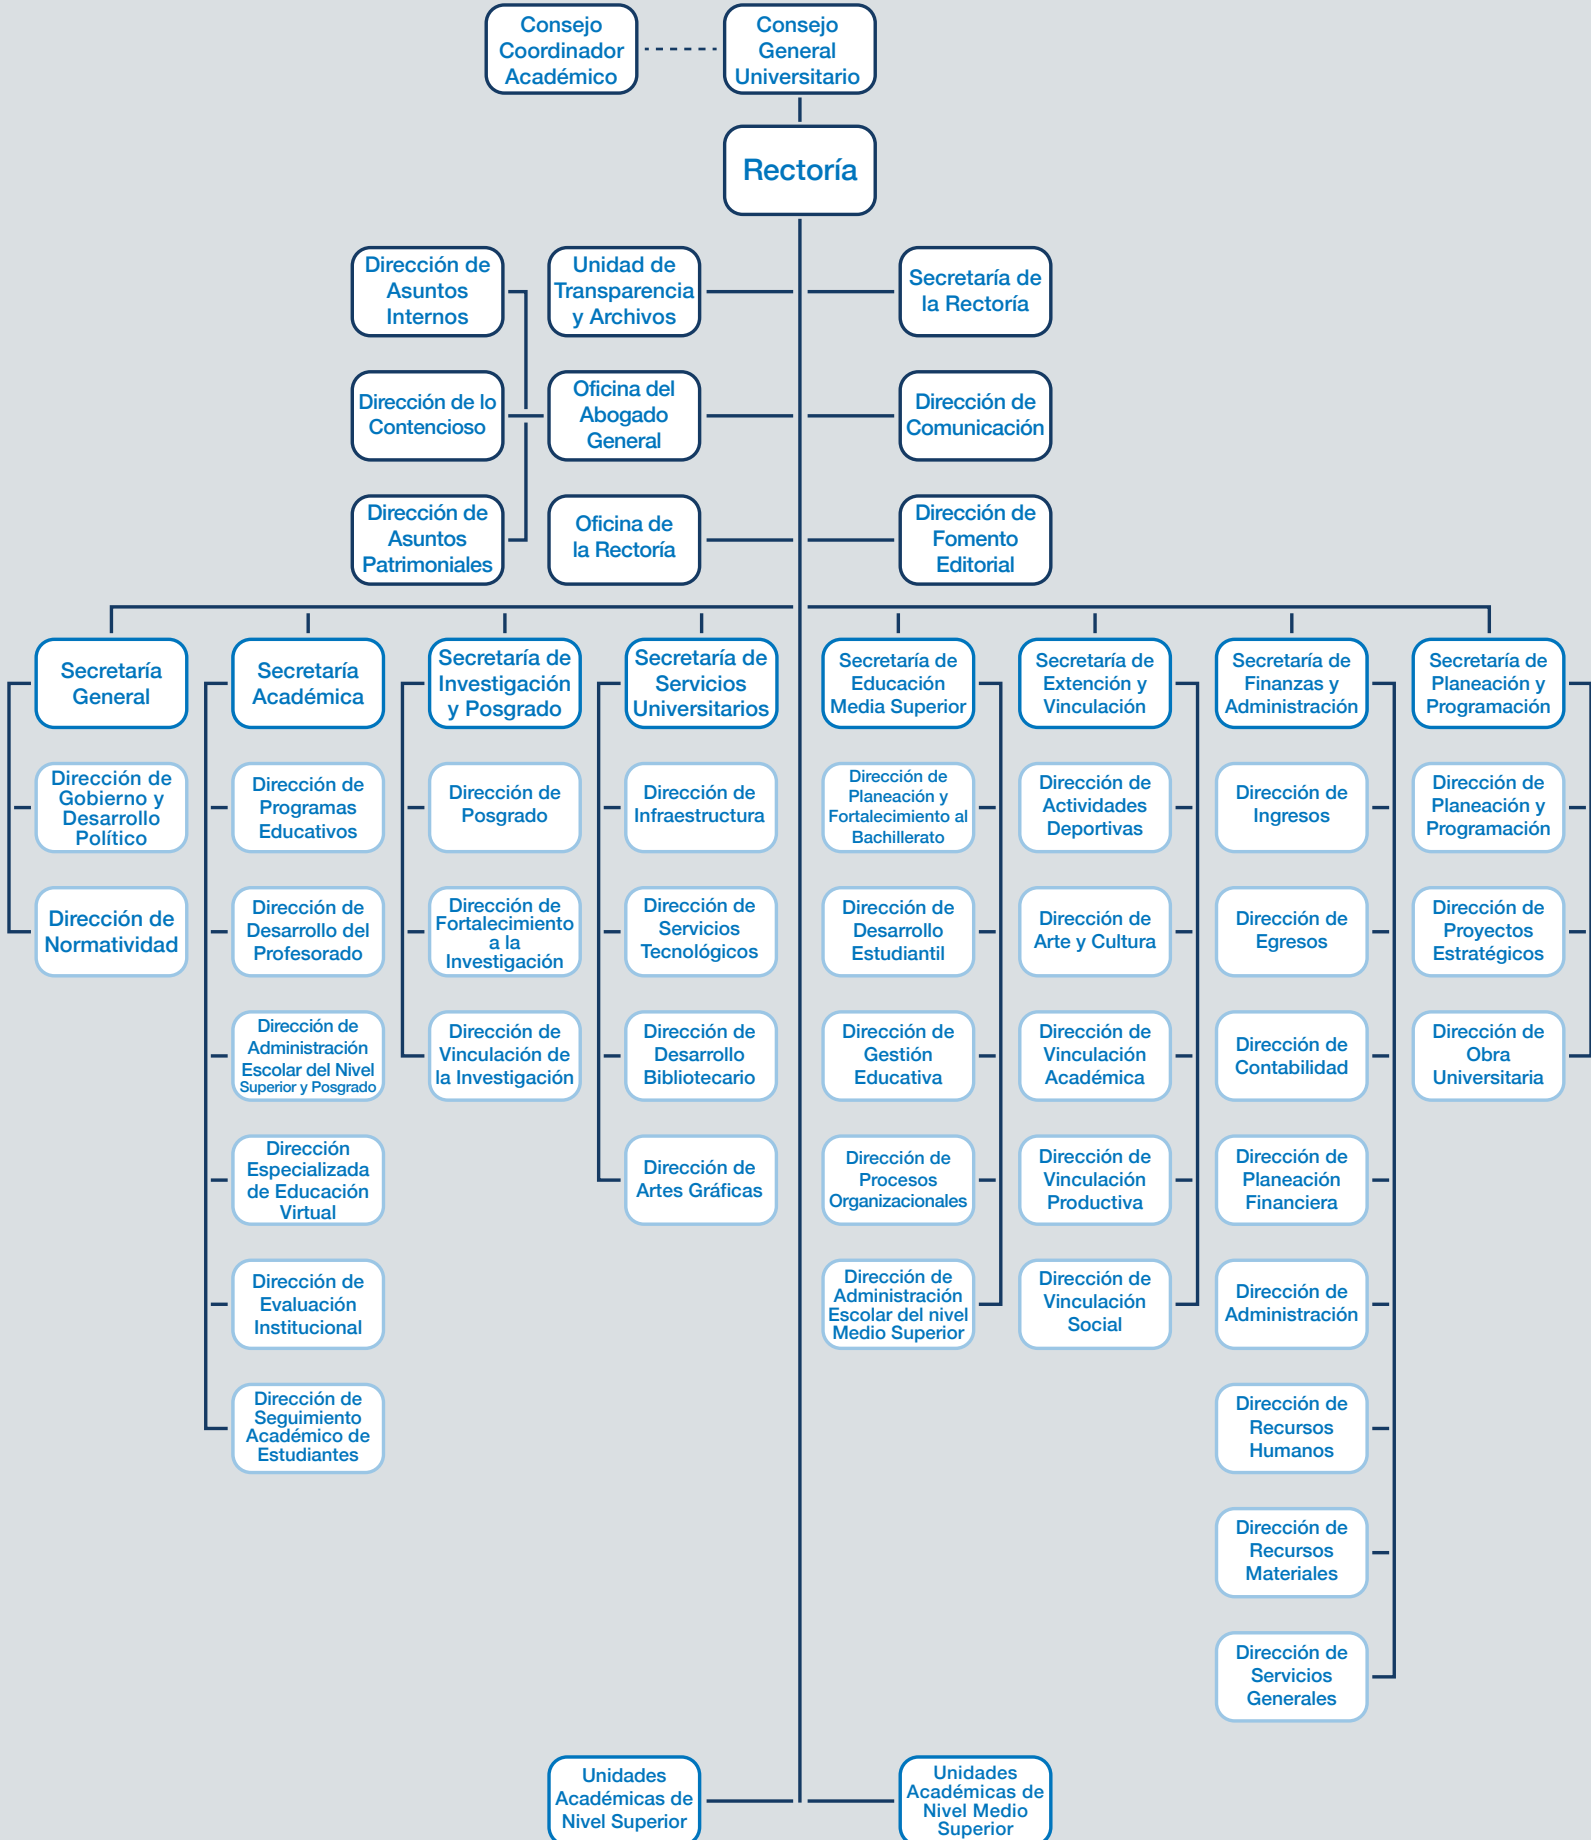 Consejo
Coordinador
Académico
Consejo
General
Universitario
Rectoría
Dirección de
Asuntos
Internos
Unidad de
Transparencia
y Archivos
Secretaría de
la Rectoría
Dirección de lo
Contencioso
Oficina del
Abogado
General
Dirección de
Comunicación
Dirección de
Asuntos
Patrimoniales
Oficina de
la Rectoría
Dirección de
Fomento
Editorial
Secretaría
General
Secretaría
Académica
Secretaría de
Investigación
y Posgrado
Secretaría de
Servicios
Universitarios
Secretaría de
Educación
Media Superior
Secretaría de
Extención y
Vinculación
Secretaría de
Finanzas y
Administración
Secretaría de
Planeación y
Programación
Dirección de
Gobierno y
Desarrollo
Político
Dirección de
Programas
Educativos
Dirección de
Posgrado
Dirección de
Infraestructura
Dirección de
Planeación y
Fortalecimiento al
Bachillerato
Dirección de
Actividades
Deportivas
Dirección de
Ingresos
Dirección de
Planeación y
Programación
Dirección de
Normatividad
Dirección de
Desarrollo del
Profesorado
Dirección de
Fortalecimiento
a la
Investigación
Dirección de
Servicios
Tecnológicos
Dirección de
Desarrollo
Estudiantil
Dirección de
Arte y Cultura
Dirección de
Egresos
Dirección de
Proyectos
Estratégicos
Dirección de
Administración
Escolar del Nivel
Superior y Posgrado
Dirección de
Vinculación de
la Investigación
Dirección de
Desarrollo
Bibliotecario
Dirección de
Gestión
Educativa
Dirección de
Vinculación
Académica
Dirección de
Contabilidad
Dirección de
Obra
Universitaria
Dirección
Especializada
de Educación
Virtual
Dirección de
Artes Gráficas
Dirección de
Procesos
Organizacionales
Dirección de
Vinculación
Productiva
Dirección de
Planeación
Financiera
Dirección de
Evaluación
Institucional
Dirección de
Administración
Escolar del nivel
Medio Superior
Dirección de
Vinculación
Social
Dirección de
Administración
Dirección de
Seguimiento
Académico de
Estudiantes
Dirección de
Recursos
Humanos
Dirección de
Recursos
Materiales
Dirección de
Servicios
Generales
Unidades
Académicas de
Nivel Superior
Unidades
Académicas de
Nivel Medio
Superior